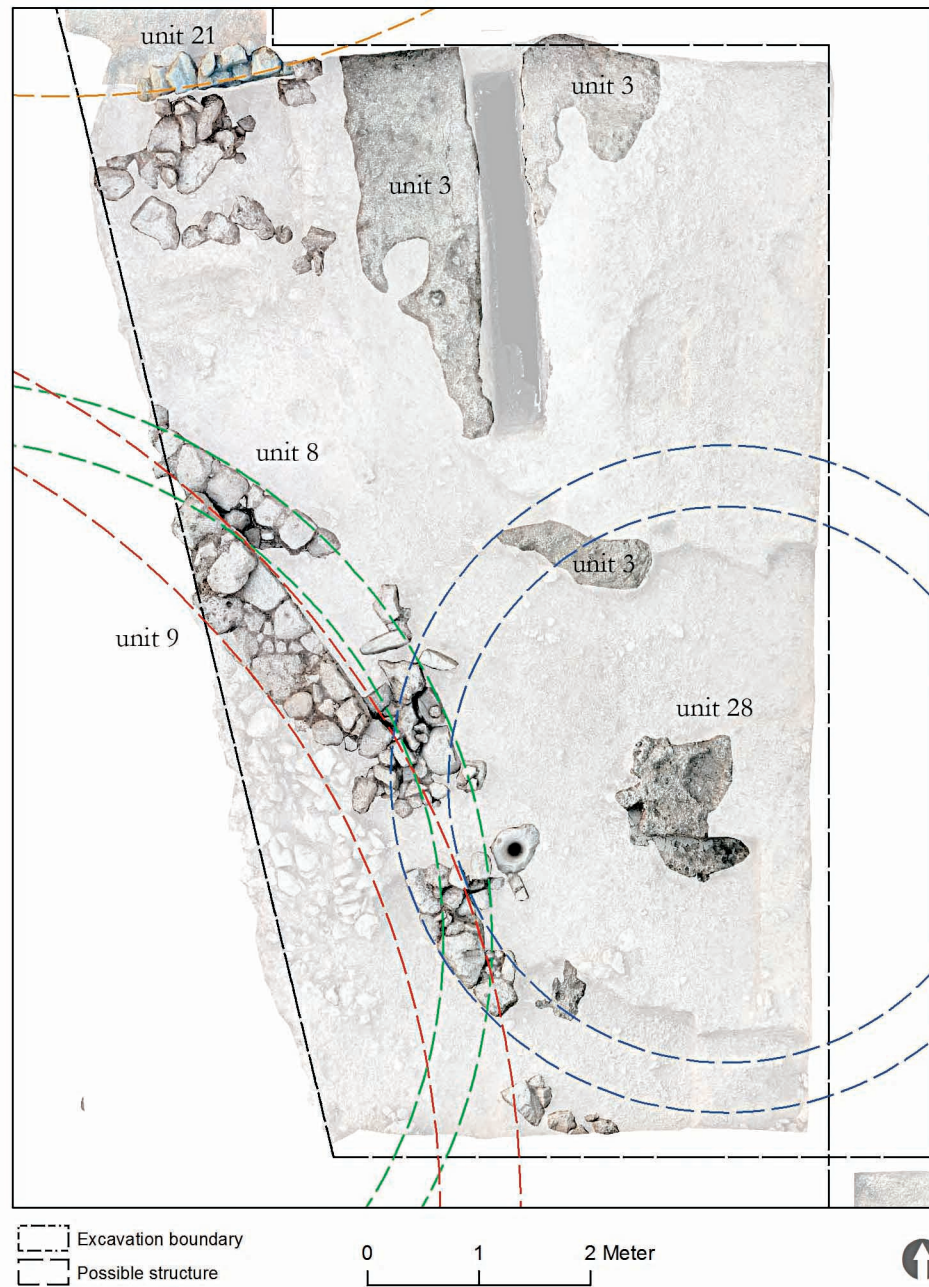 unit 21
unit 3
unit 3
unit 8
unit 3
unit 9
unit 28
Excavation boundary
Possible structure
0 1 2 Meter